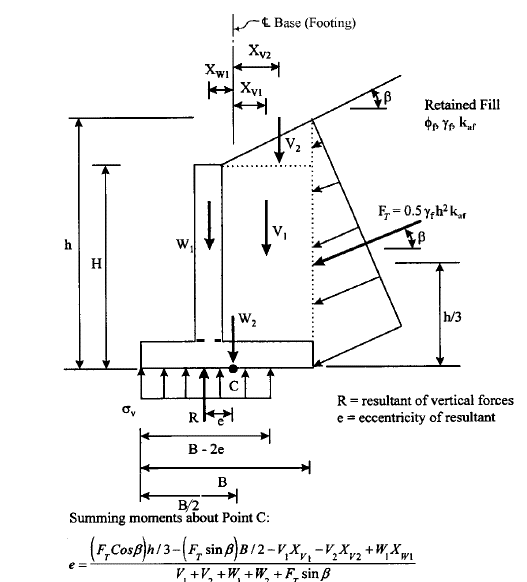 ℄ Base (Footing)
X_V2
X_W1
X_V1
β
Retained Fill
ϕ_f, γ_f, k_af
V_2
F_T = 0.5 γ_f h² k_af
β
h
H
W_1
V_1
h/3
W_2
C
σ_v
R
e
R = resultant of vertical forces
e = eccentricity of resultant
B - 2e
B
B/2
Summing moments about Point C:
e = ((F_T Cosβ)h/3 – (F_T sin β)B/2 – V_1 X_V1 – V_2 X_V2 + W_1 X_W1) / (V_1 + V_2 + W_1 + W_2 + F_T sin β)